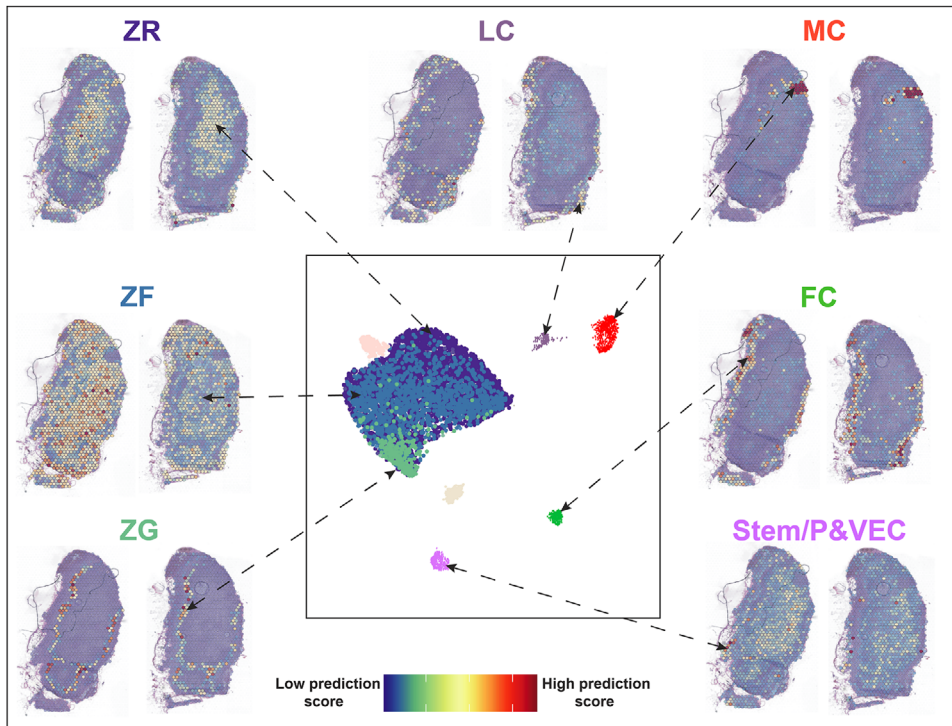 ZR
LC
MC
ZF
FC
ZG
Stem/P&VEC
Low prediction
score
High prediction
score